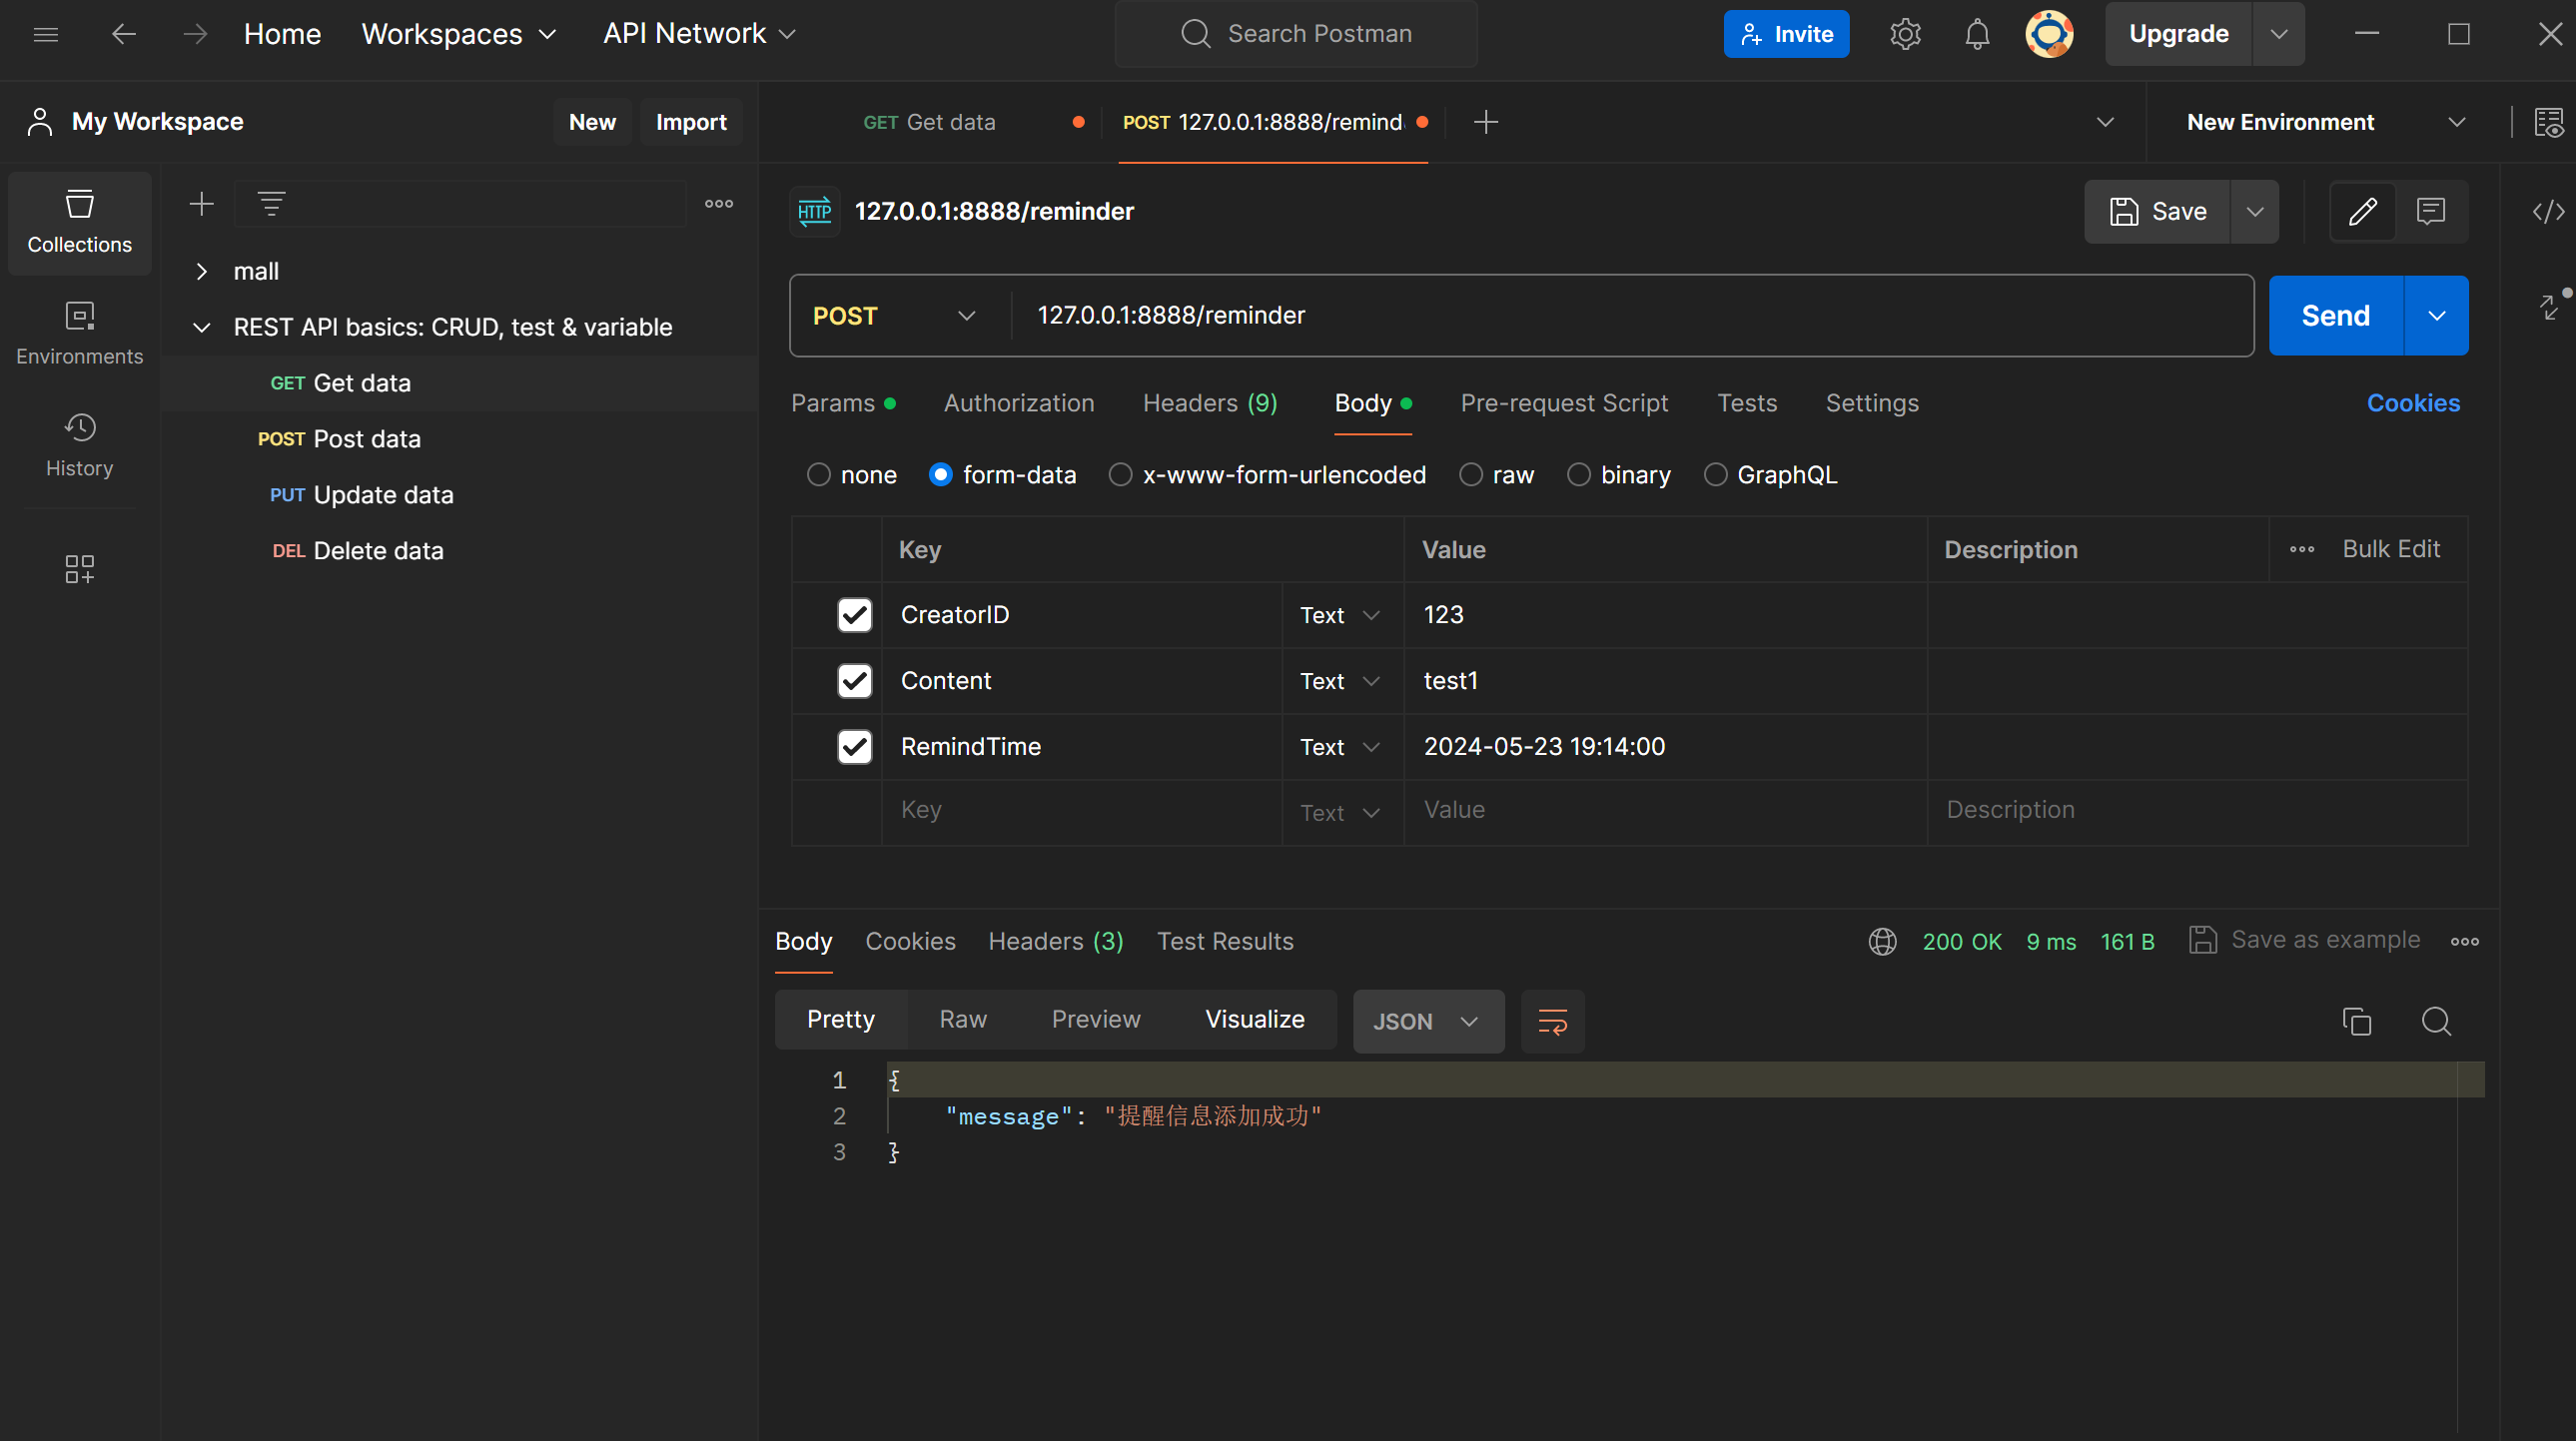 Home Workspaces API Network Search Postman Invite Upgrade
My Workspace New Import GET Get data POST 127.0.0.1:8888/remind New Environment
Collections
Environments
History
mall
REST API basics: CRUD, test & variable
GET Get data
POST Post data
PUT Update data
DEL Delete data
HTTP 127.0.0.1:8888/reminder Save
POST 127.0.0.1:8888/reminder Send
Params Authorization Headers (9) Body Pre-request Script Tests Settings Cookies
none form-data x-www-form-urlencoded raw binary GraphQL
Key Value Description Bulk Edit
CreatorID Text 123
Content Text test1
RemindTime Text 2024-05-23 19:14:00
Key Text Value Description
Body Cookies Headers (3) Test Results 200 OK 9 ms 161 B Save as example
Pretty Raw Preview Visualize JSON
1 {
2 "message": "提醒信息添加成功"
3 }